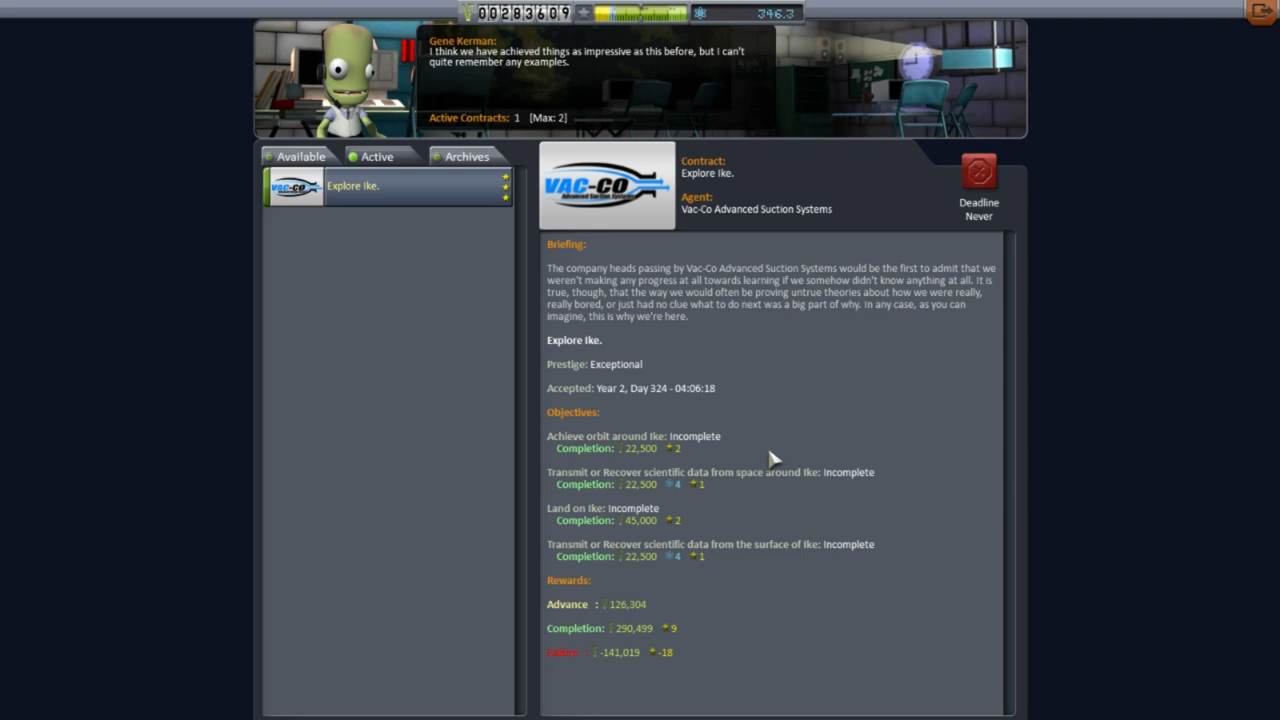 00283609
346.3
Gene Kerman:
I think we have achieved things as impressive as this before, but I can't
quite remember any examples.
Active Contracts: 1 [Max: 2]
Available Active Archives
VAC-CO Explore Ike.
VAC-CO
Advanced Suction Systems
Contract:
Explore Ike.
Agent:
Vac-Co Advanced Suction Systems
Deadline
Never
Briefing:
The company heads passing by Vac-Co Advanced Suction Systems would be the first to admit that we
weren't making any progress at all towards learning if we somehow didn't know anything at all. It is
true, though, that the way we would often be proving untrue theories about how we were really,
really bored, or just had no clue what to do next was a big part of why. In any case, as you can
imagine, this is why we're here.
Explore Ike.
Prestige: Exceptional
Accepted: Year 2, Day 324 - 04:06:18
Objectives:
Achieve orbit around Ike: Incomplete
Completion: 22,500 2
Transmit or Recover scientific data from space around Ike: Incomplete
Completion: 22,500 4 1
Land on Ike: Incomplete
Completion: 45,000 2
Transmit or Recover scientific data from the surface of Ike: Incomplete
Completion: 22,500 4 1
Rewards:
Advance : 126,304
Completion: 290,499 9
Failure : -141,019 -18